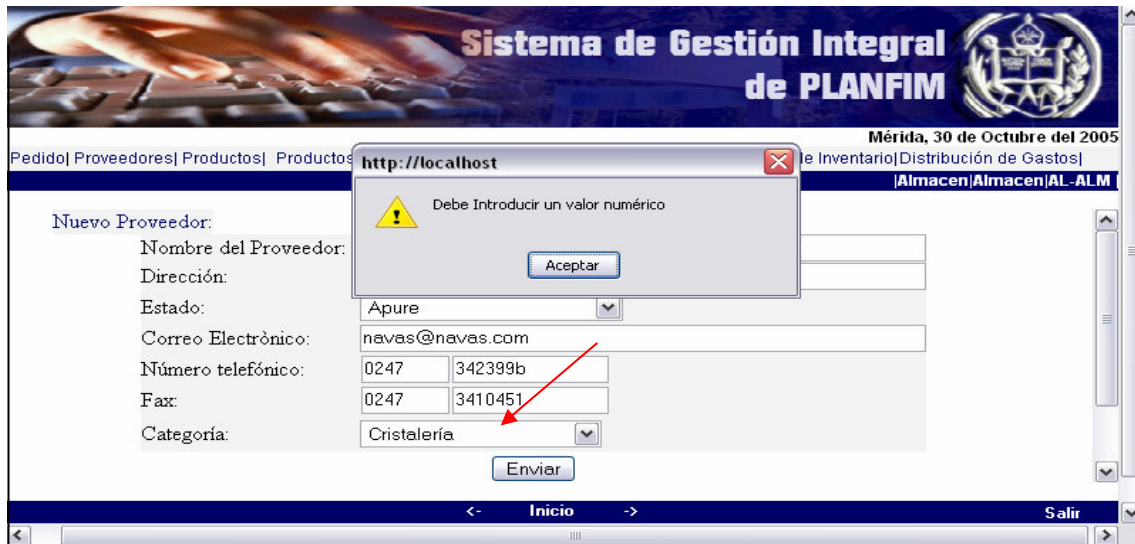 Sistema de Gestión Integral
de PLANFIM
Mérida, 30 de Octubre del 2005
Pedido| Proveedores| Productos| Productos
de Inventario|Distribución de Gastos|
|Almacen|Almacen|AL-ALM |
http://localhost
Debe Introducir un valor numérico
Aceptar
Nuevo Proveedor:
Nombre del Proveedor:
Dirección:
Estado: Apure
Correo Electrònico: navas@navas.com
Número telefónico: 0247 342399b
Fax: 0247 3410451
Categoría: Cristalería
Enviar
<- Inicio -> Salir